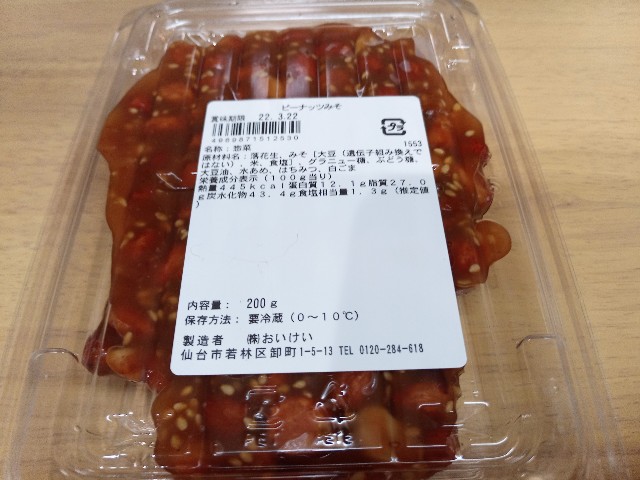 ピーナッツみそ
賞味期限 22.3.22
4989871512530
プラ
1553
名称：惣菜
原材料名：落花生、みそ［大豆（遺伝子組み換えで
はない）、米、食塩］、グラニュー糖、ぶどう糖、
大豆油、水あめ、はちみつ、白ごま
栄養成分表示（100g当り）
熱量445kcal蛋白質12.1g脂質27.0
g炭水化物43.4g食塩相当量1.3g（推定値
）
内容量： 200g
保存方法： 要冷蔵（0～10℃）
製造者 ㈱おいけい
仙台市若林区卸町1-5-13 TEL 0120-284-618